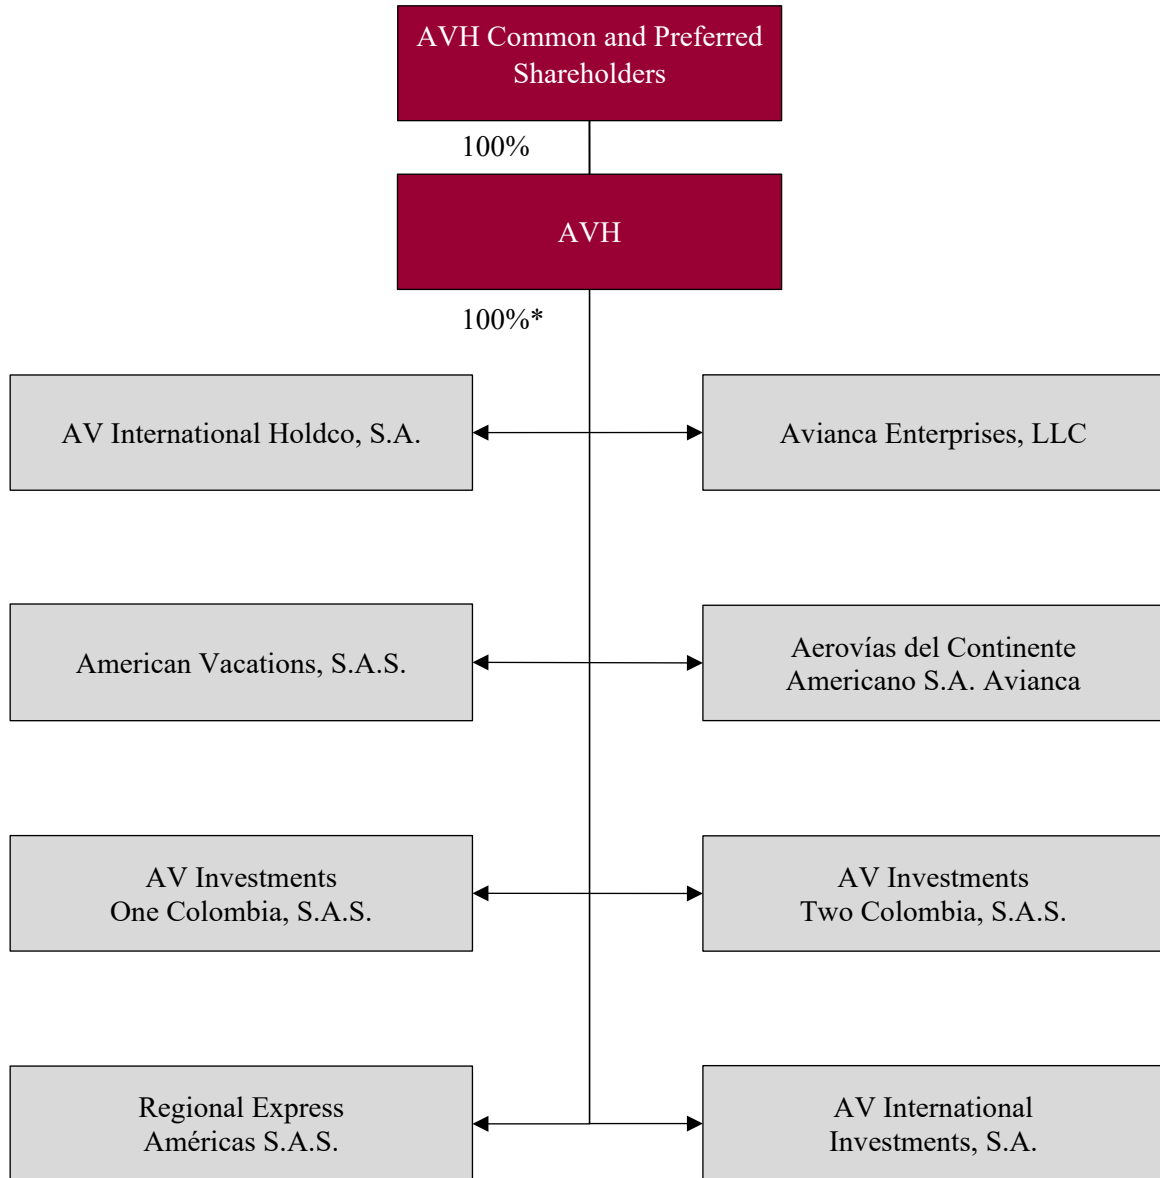 AVH Common and Preferred
Shareholders
100%
AVH
100%*
AV International Holdco, S.A.
Avianca Enterprises, LLC
American Vacations, S.A.S.
Aerovías del Continente
Americano S.A. Avianca
AV Investments
One Colombia, S.A.S.
AV Investments
Two Colombia, S.A.S.
Regional Express
Américas S.A.S.
AV International
Investments, S.A.